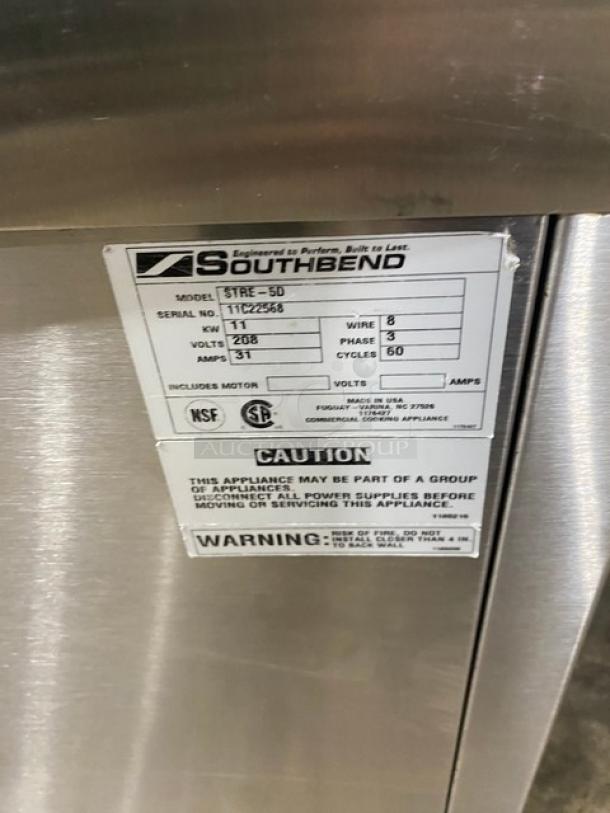 Engineered to Perform, Built to Last.
SOUTHBEND
MODEL STRE-5D
SERIAL NO. 11C22568
KW 11 WIRE 8
VOLTS 208 PHASE 3
AMPS 31 CYCLES 60
INCLUDES MOTOR VOLTS AMPS
NSF SA
MADE IN USA
FUQUAY-VARINA, NC 27526
1176427
COMMERCIAL COOKING APPLIANCE
AUCTION GROUP
CAUTION
THIS APPLIANCE MAY BE PART OF A GROUP
OF APPLIANCES.
DISCONNECT ALL POWER SUPPLIES BEFORE
MOVING OR SERVICING THIS APPLIANCE.
1185216
WARNING: RISK OF FIRE, DO NOT
INSTALL CLOSER THAN 4 IN.
TO BACK WALL